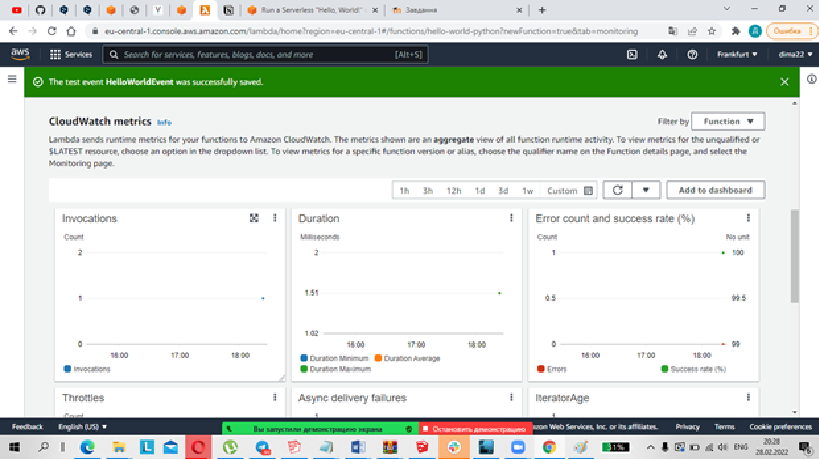 Run a Serverless "Hello, World!"
Завдання
eu-central-1.console.aws.amazon.com/lambda/home?region=eu-central-1#/functions/hello-world-python?newFunction=true&tab=monitoring
Ошибка
aws
Services
Search for services, features, blogs, docs, and more
[Alt+S]
Frankfurt
dima22
The test event HelloWorldEvent was successfully saved.
CloudWatch metrics Info
Filter by
Function
Lambda sends runtime metrics for your functions to Amazon CloudWatch. The metrics shown are an aggregate view of all function runtime activity. To view metrics for the unqualified or
$LATEST resource, choose an option in the dropdown list. To view metrics for a specific function version or alias, choose the qualifier name on the Function details page, and select the
Monitoring page.
1h 3h 12h 1d 3d 1w Custom
Add to dashboard
Invocations
Count
2
1
0
16:00 17:00 18:00
Invocations
Duration
Milliseconds
2
1.51
1.02
16:00 17:00 18:00
Duration Minimum Duration Average
Duration Maximum
Error count and success rate (%)
Count No unit
1 100
0.5 99.5
0 99
16:00 17:00 18:00
Errors Success rate (%)
Throttles
Count
Async delivery failures
1
IteratorAge
1
Feedback English (US)
Вы запустили демонстрацию экрана
Остановить демонстрацию
zon Web Services, Inc. or its affiliates.
Privacy Terms Cookie preferences
ENG
20:28
28.02.2022